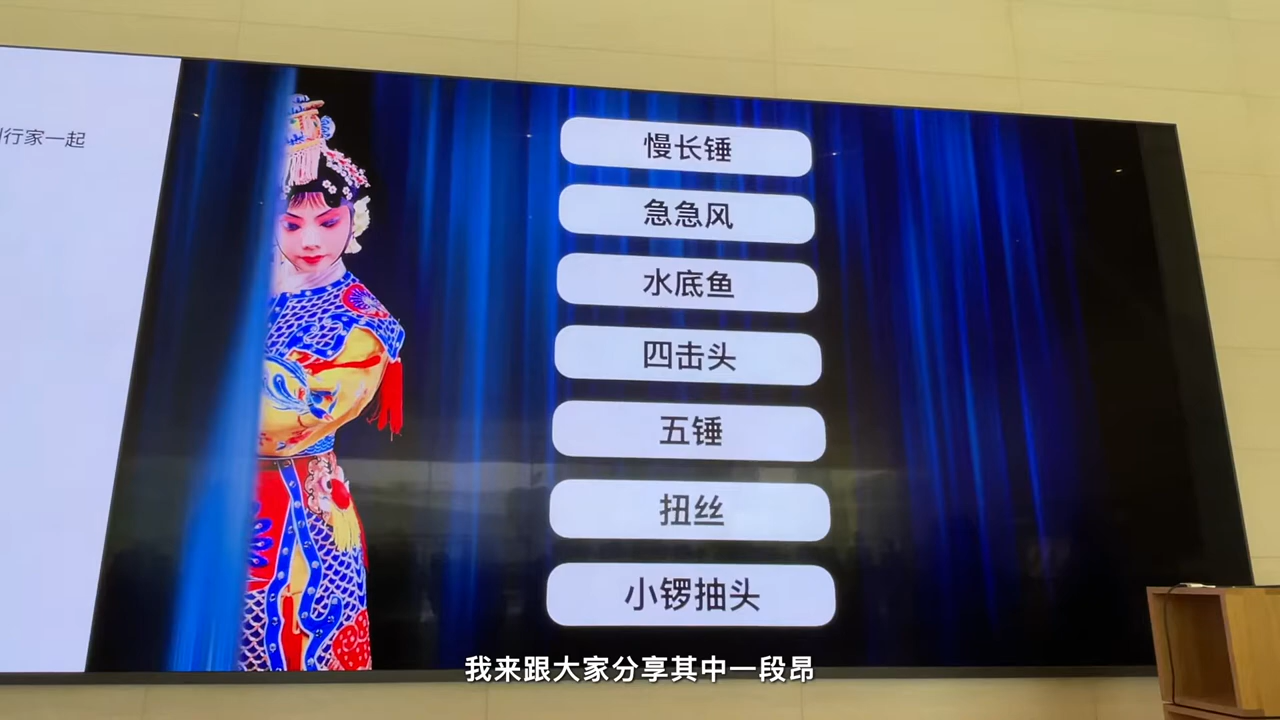 行家一起
慢长锤
急急风
水底鱼
四击头
五锤
扭丝
小锣抽头
我来跟大家分享其中一段昂